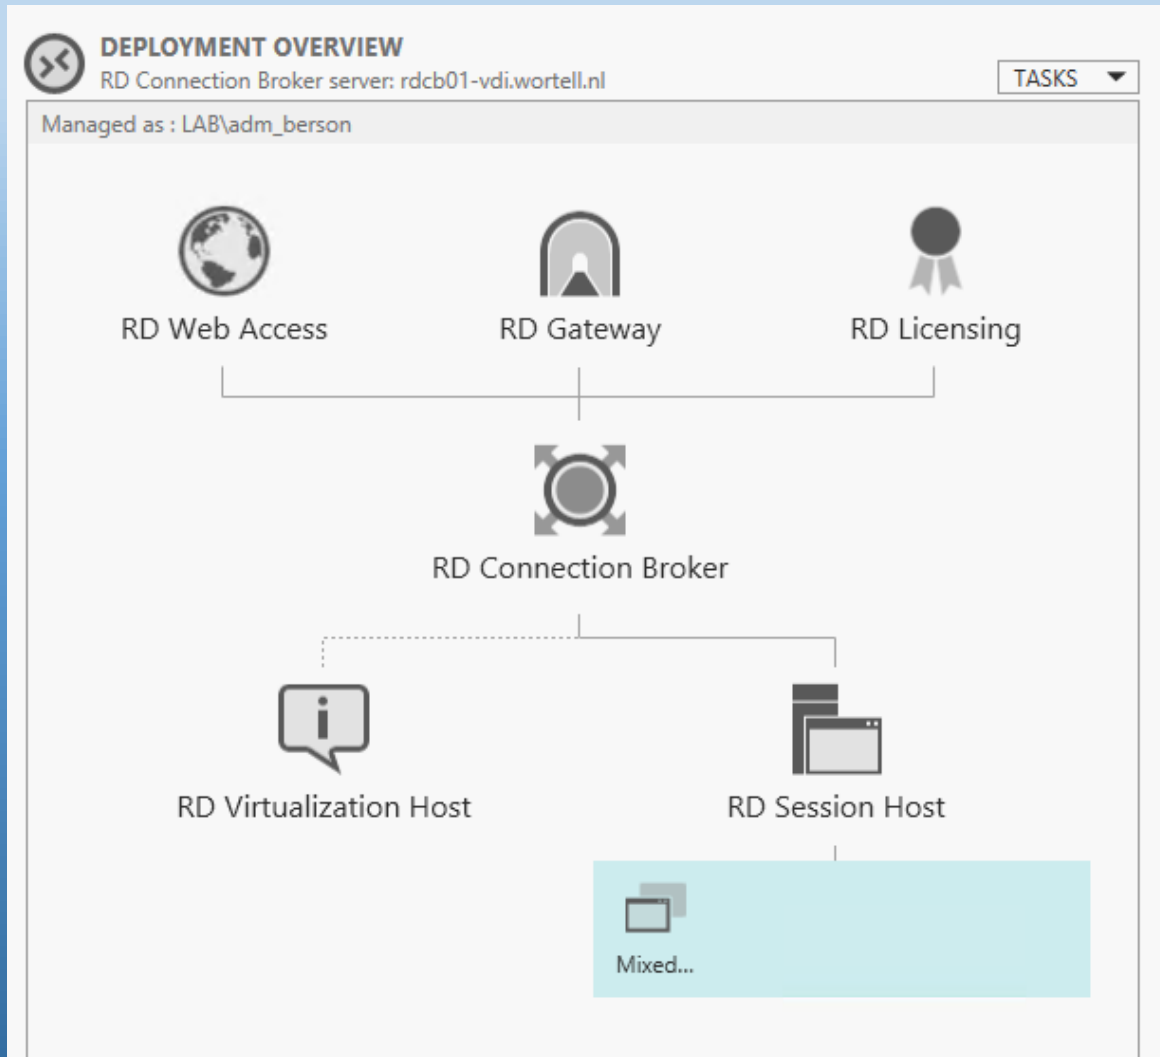 DEPLOYMENT OVERVIEW
RD Connection Broker server: rdcb01-vdi.wortell.nl
TASKS
Managed as : LAB\adm_berson
RD Web Access
RD Gateway
RD Licensing
RD Connection Broker
RD Virtualization Host
RD Session Host
Mixed...